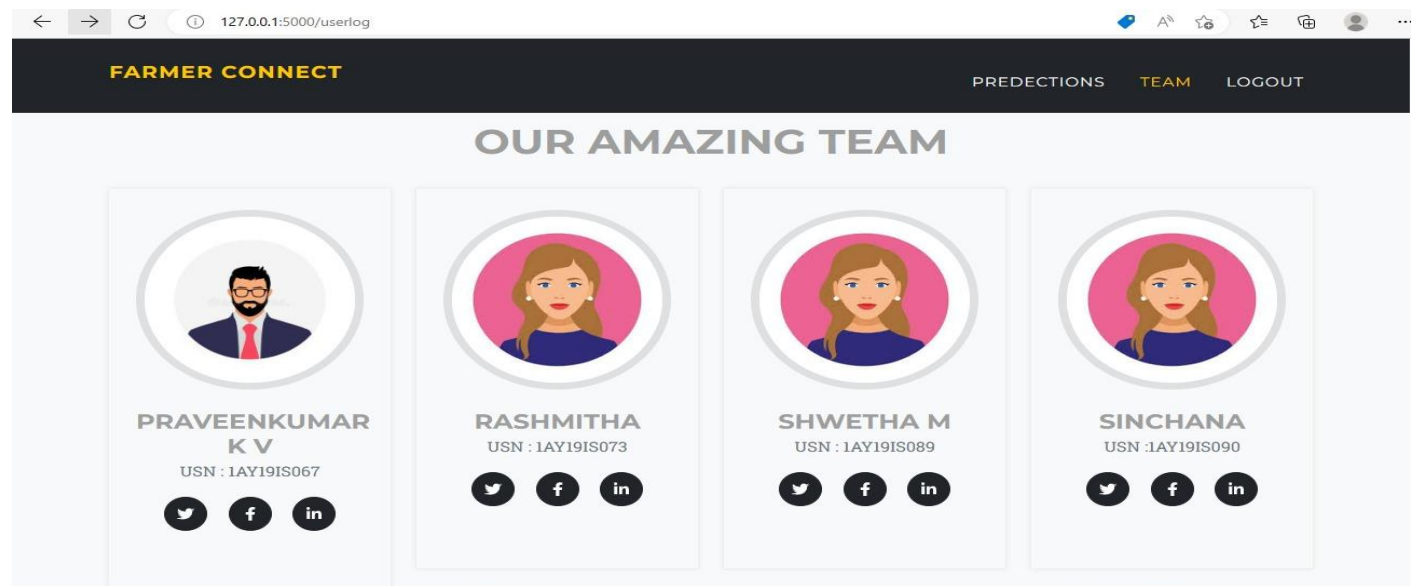 127.0.0.1:5000/userlog
FARMER CONNECT
PREDECTIONS TEAM LOGOUT
OUR AMAZING TEAM
PRAVEENKUMAR
K V
USN : 1AY19IS067
RASHMITHA
USN : 1AY19IS073
SHWETHA M
USN : 1AY19IS089
SINCHANA
USN :1AY19IS090